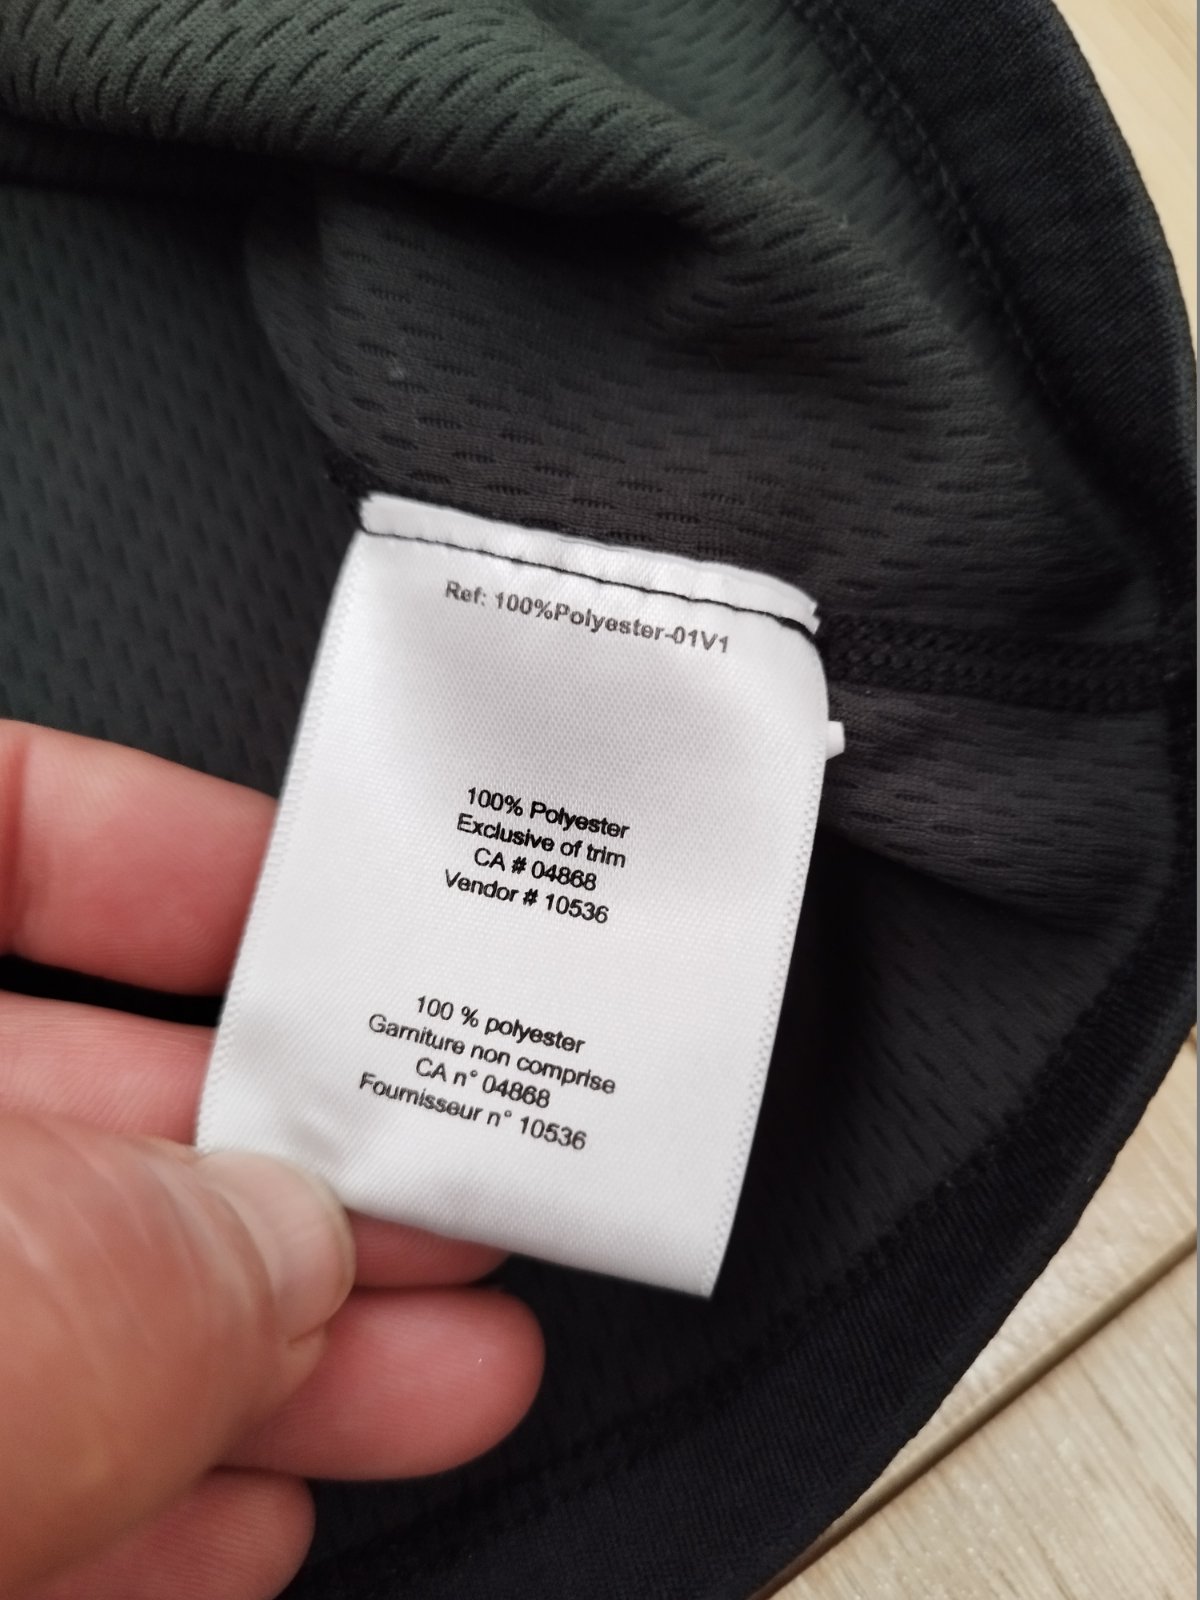 Ref: 100%Polyester-01V1
100% Polyester
Exclusive of trim
CA # 04868
Vendor # 10536
100 % polyester
Garniture non comprise
CA n° 04868
Fournisseur n° 10536